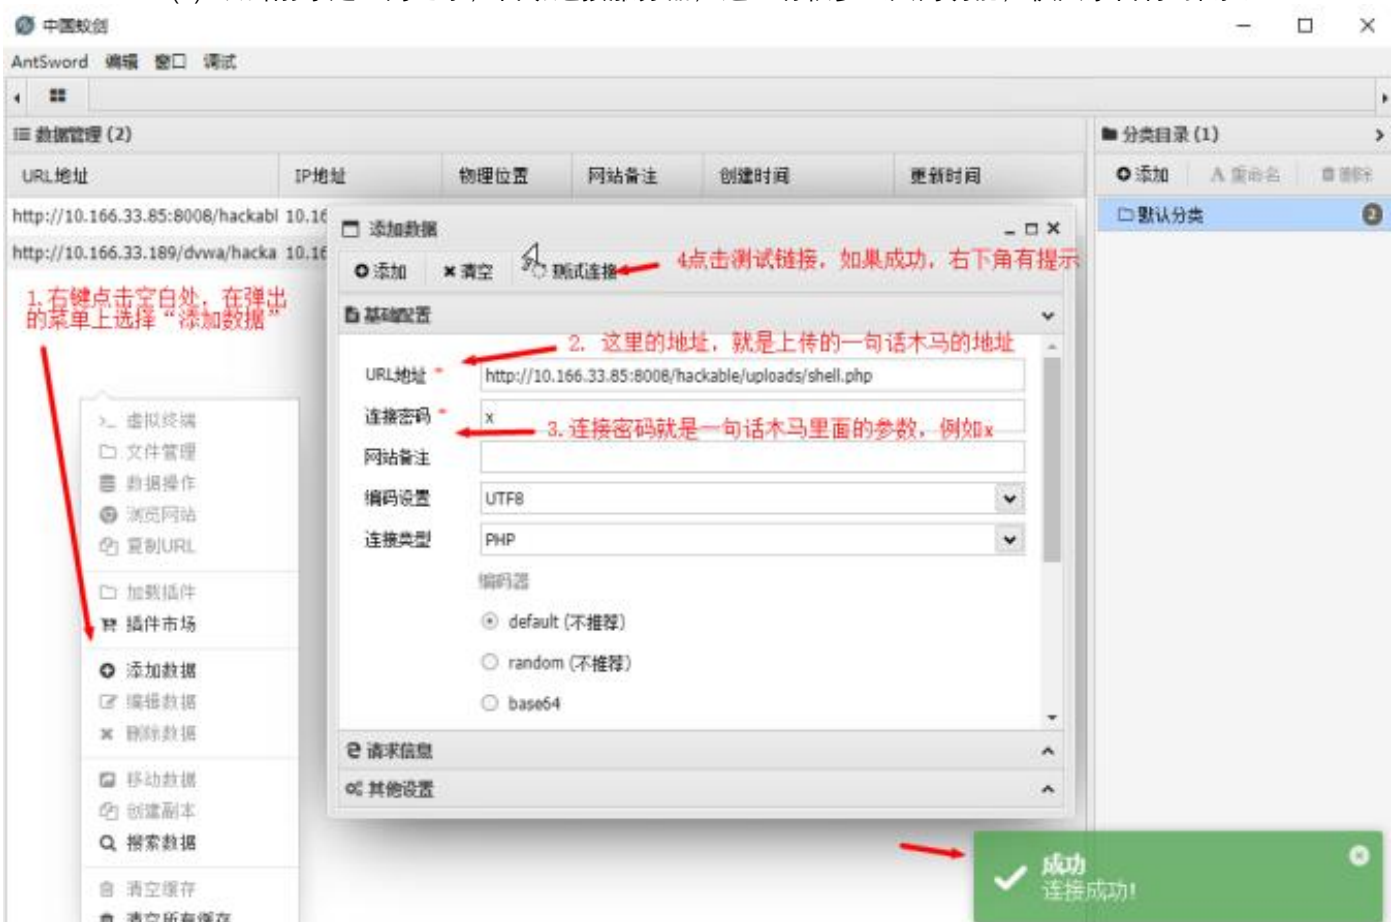 中国蚁剑
AntSword 编辑 窗口 调试
数据管理 (2)
分类目录 (1)
URL地址 IP地址 物理位置 网站备注 创建时间 更新时间
添加 重命名 删除
http://10.166.33.85:8008/hackabl 10.16
默认分类 2
http://10.166.33.189/dvwa/hacka 10.16
添加数据
添加 清空 测试连接
4点击测试链接，如果成功，右下角有提示
1.右键点击空白处，在弹出
的菜单上选择“添加数据”
基础配置
2. 这里的地址，就是上传的一句话木马的地址
URL地址 * http://10.166.33.85:8008/hackable/uploads/shell.php
连接密码 * x
3.连接密码就是一句话木马里面的参数，例如x
网站备注
编码设置 UTF8
连接类型 PHP
编码器
default (不推荐)
random (不推荐)
base64
请求信息
其他设置
虚拟终端
文件管理
数据操作
浏览网站
复制URL
加载插件
插件市场
添加数据
编辑数据
删除数据
移动数据
创建副本
搜索数据
清空缓存
清空所有缓存
成功
连接成功!